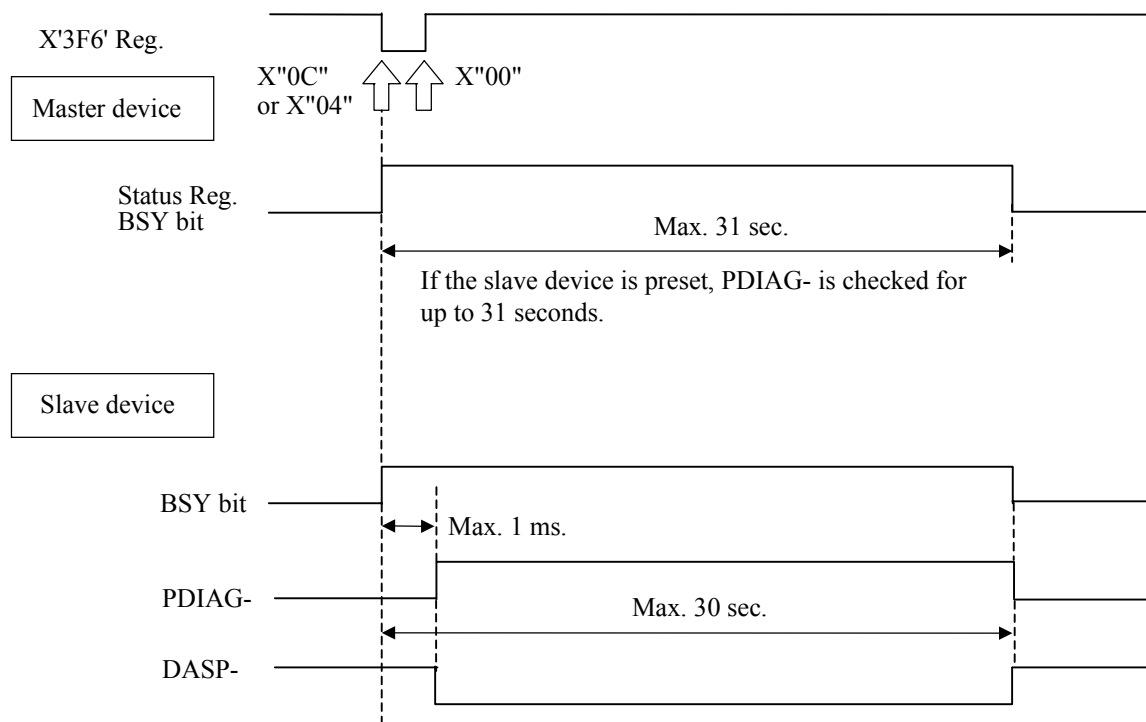 X'3F6' Reg.
X"0C"
or X"04"
X"00"
Master device
Status Reg.
BSY bit
Max. 31 sec.
If the slave device is preset, PDIAG- is checked for
up to 31 seconds.
Slave device
BSY bit
Max. 1 ms.
PDIAG-
Max. 30 sec.
DASP-